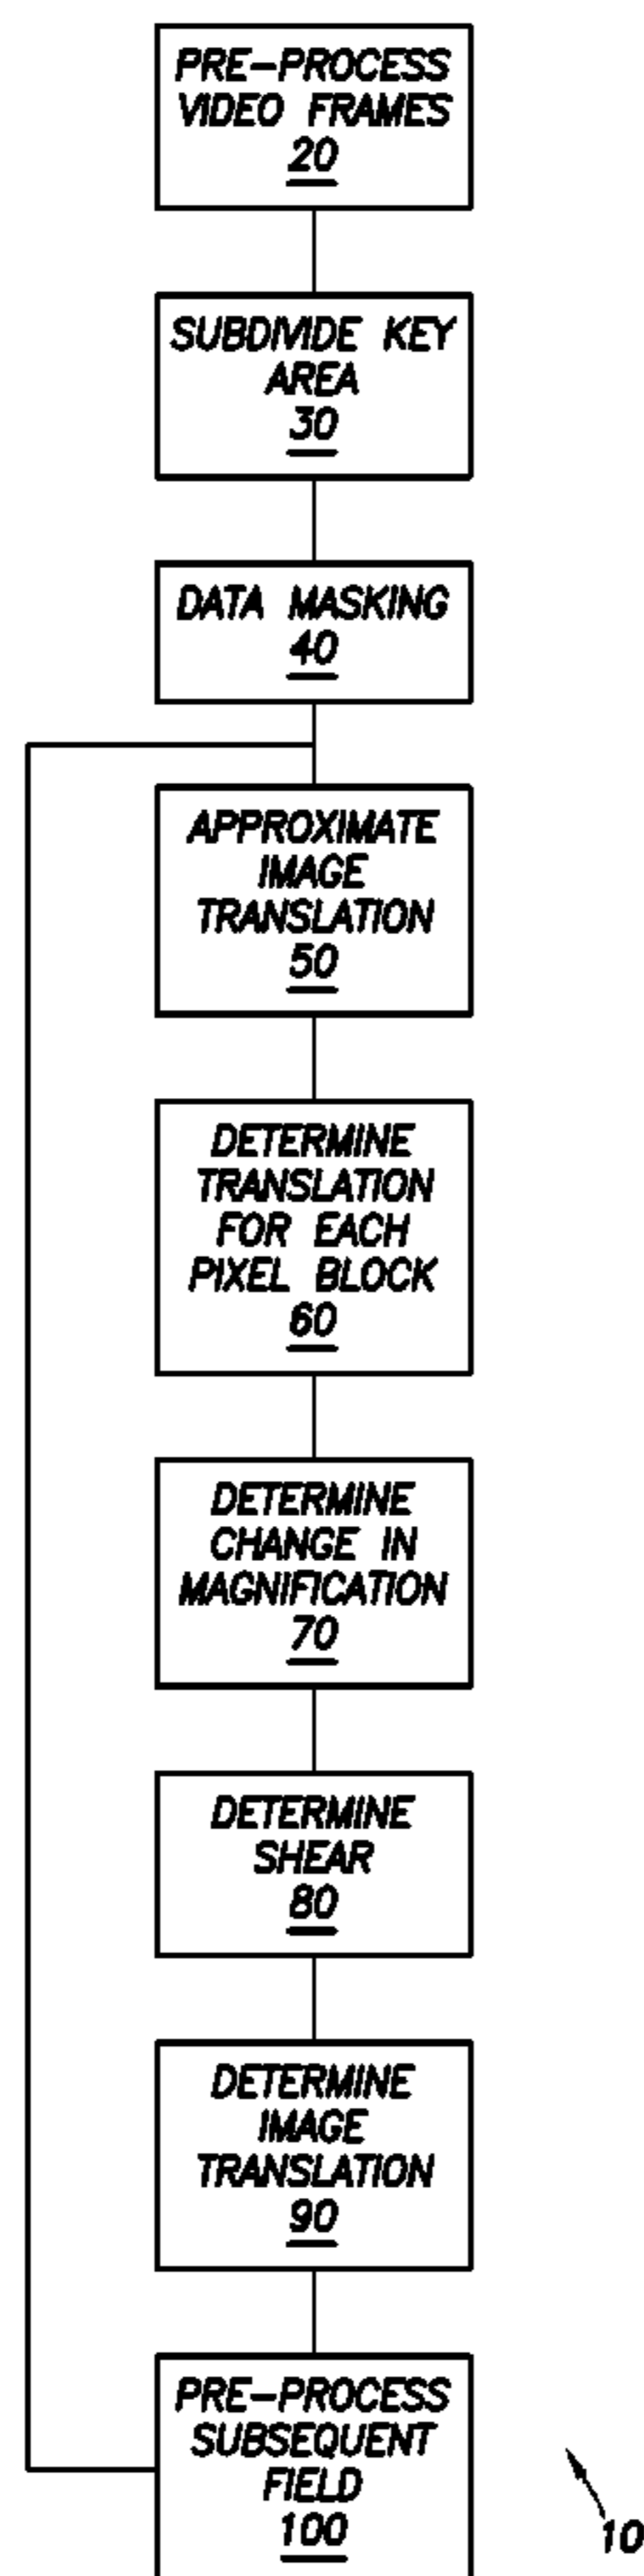 PRE-PROCESS
VIDEO FRAMES
20
SUBDIVIDE KEY
AREA
30
DATA MASKING
40
APPROXIMATE
IMAGE
TRANSLATION
50
DETERMINE
TRANSLATION
FOR EACH
PIXEL BLOCK
60
DETERMINE
CHANGE IN
MAGNIFICATION
70
DETERMINE
SHEAR
80
DETERMINE
IMAGE
TRANSLATION
90
PRE-PROCESS
SUBSEQUENT
FIELD
100
10